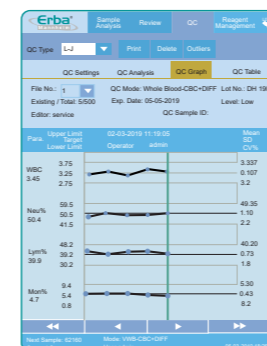 Erba
Sample Analysis
Review
QC
Reagent Management
QC Type
L-J
Print
Delete
Outliers
QC Settings
QC Analysis
QC Graph
QC Table
File No.: 1
QC Mode: Whole Blood-CBC+DIFF
Lot No.: DH 19
Existing / Total: 5/500
Exp. Date: 05-05-2019
Level: Low
Editor: service
QC Sample ID:
Para.
Upper Limit
Target
Lower Limit
02-03-2019 11:19:05
Operator admin
Mean
SD
CV%
WBC
3.45
3.75
3.25
2.75
3.337
0.107
3.2
Neu%
50.4
59.5
50.5
41.5
49.35
1.10
2.2
Lym%
39.9
48.2
39.2
30.2
40.20
0.73
1.8
Mon%
4.7
9.4
5.4
0.8
5.30
0.43
8.2
Next Sample: 62160
Mode: VWB-CBC+DIFF